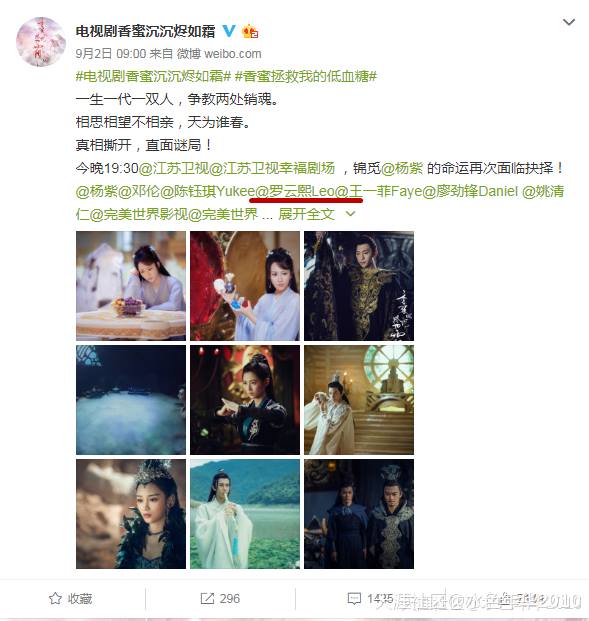 电视剧香蜜沉沉烬如霜
9月2日 09:00 来自 微博 weibo.com
#电视剧香蜜沉沉烬如霜# #香蜜拯救我的低血糖#
一生一代一双人，争教两处销魂。
相思相望不相亲，天为谁春。
真相撕开，直面谜局！
今晚19:30@江苏卫视@江苏卫视幸福剧场 ，锦觅@杨紫 的命运再次面临抉择！
@杨紫@邓伦@陈钰琪Yukee@罗云熙Leo@王一菲Faye@廖劲锋Daniel @姚清
仁@完美世界影视@完美世界 ... 展开全文
收藏
296
1435